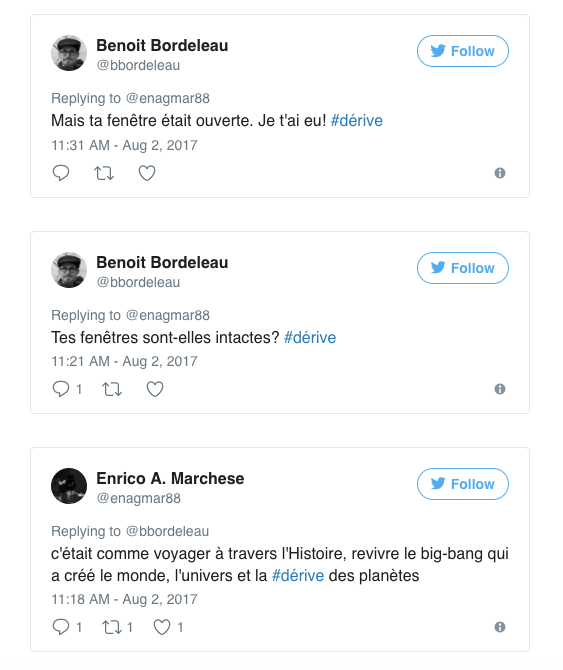 Benoit Bordeleau
Follow
@bbordeleau
Replying to @enagmar88
Mais ta fenêtre était ouverte. Je t'ai eu! #dérive
11:31 AM - Aug 2, 2017
Benoit Bordeleau
Follow
@bbordeleau
Replying to @enagmar88
Tes fenêtres sont-elles intactes? #dérive
11:21 AM - Aug 2, 2017
1
Enrico A. Marchese
Follow
@enagmar88
Replying to @bbordeleau
c'était comme voyager à travers l'Histoire, revivre le big-bang qui
a créé le monde, l'univers et la #dérive des planètes
11:18 AM - Aug 2, 2017
1 1 1